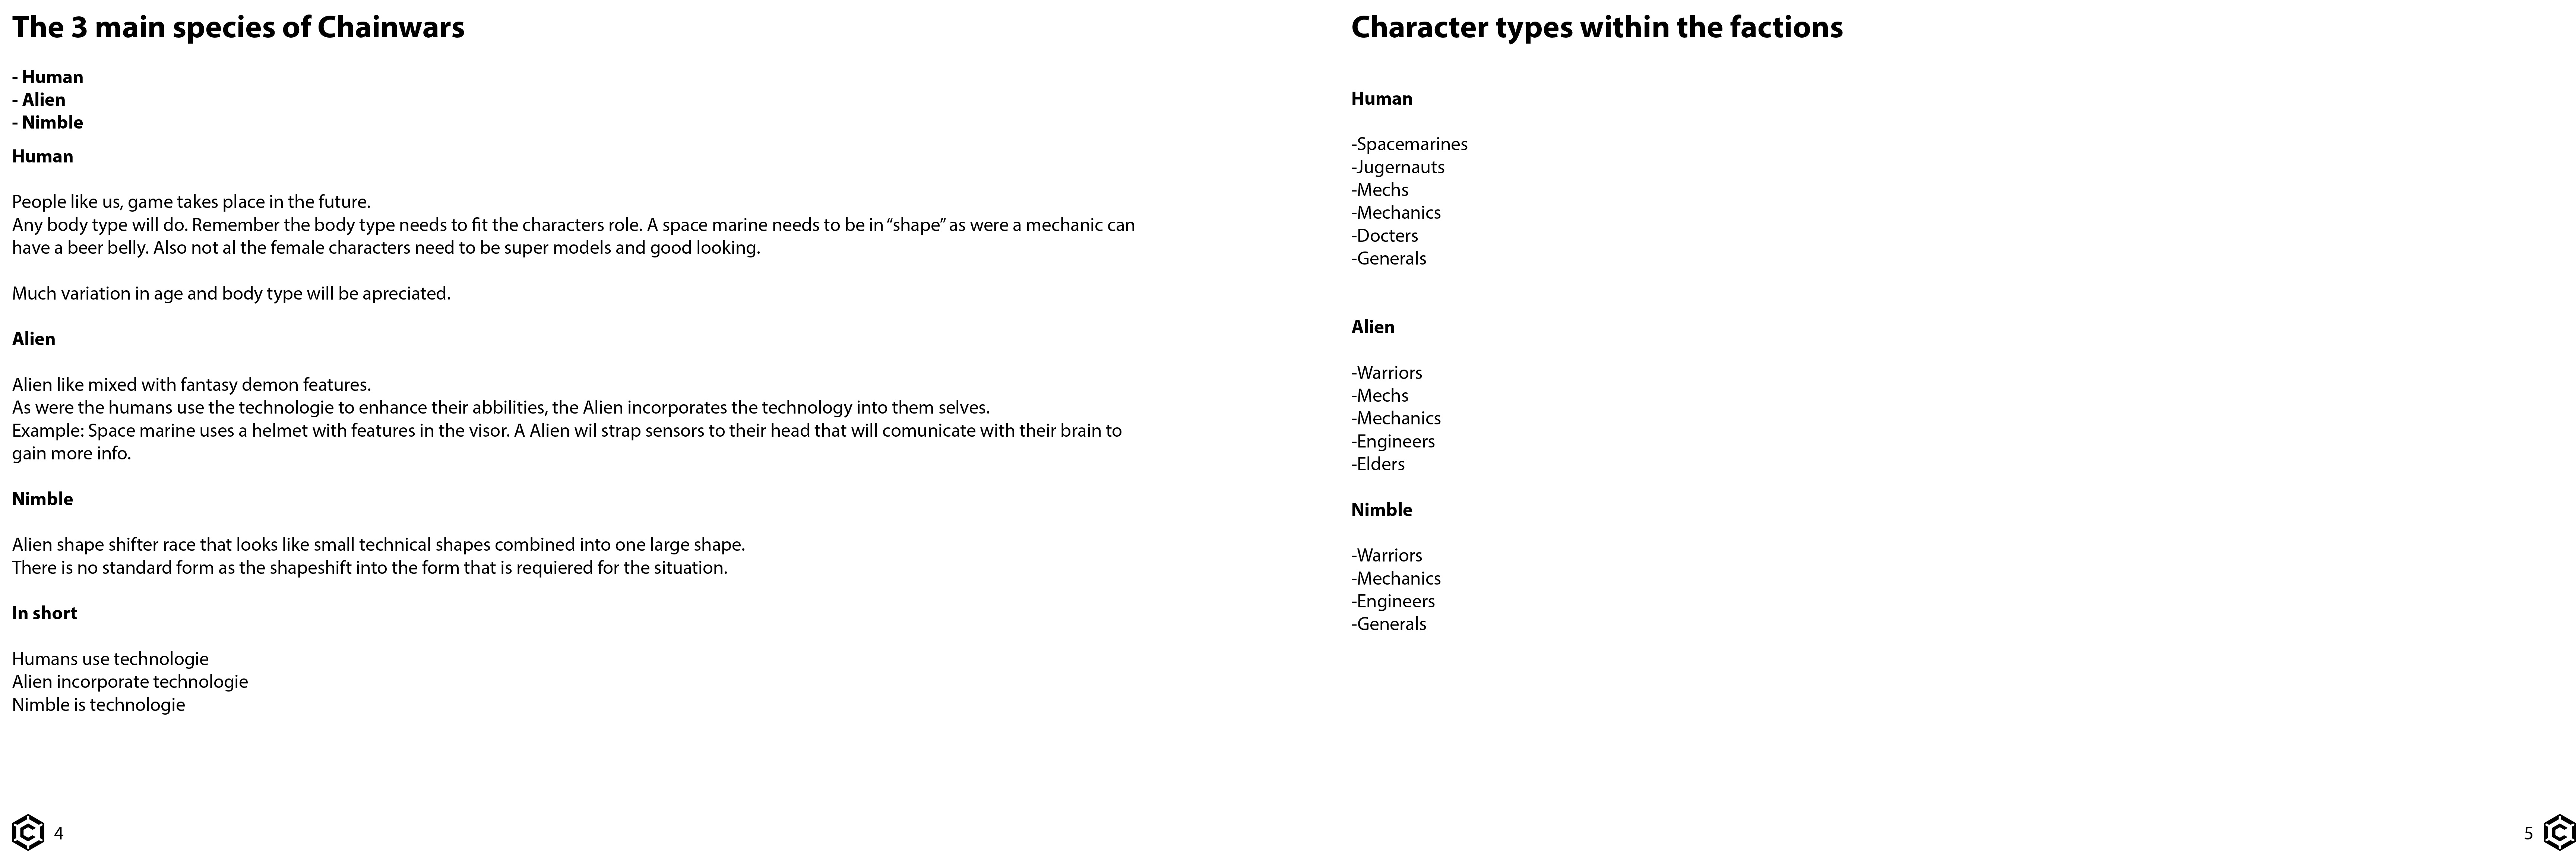 The 3 main species of Chainwars
- Human
- Alien
- Nimble
Human
People like us, game takes place in the future.
Any body type will do. Remember the body type needs to fit the characters role. A space marine needs to be in “shape” as were a mechanic can
have a beer belly. Also not al the female characters need to be super models and good looking.
Much variation in age and body type will be apreciated.
Alien
Alien like mixed with fantasy demon features.
As were the humans use the technologie to enhance their abbilities, the Alien incorporates the technology into them selves.
Example: Space marine uses a helmet with features in the visor. A Alien wil strap sensors to their head that will comunicate with their brain to
gain more info.
Nimble
Alien shape shifter race that looks like small technical shapes combined into one large shape.
There is no standard form as the shapeshift into the form that is requiered for the situation.
In short
Humans use technologie
Alien incorporate technologie
Nimble is technologie
4
Character types within the factions
Human
-Spacemarines
-Jugernauts
-Mechs
-Mechanics
-Docters
-Generals
Alien
-Warriors
-Mechs
-Mechanics
-Engineers
-Elders
Nimble
-Warriors
-Mechanics
-Engineers
-Generals
5